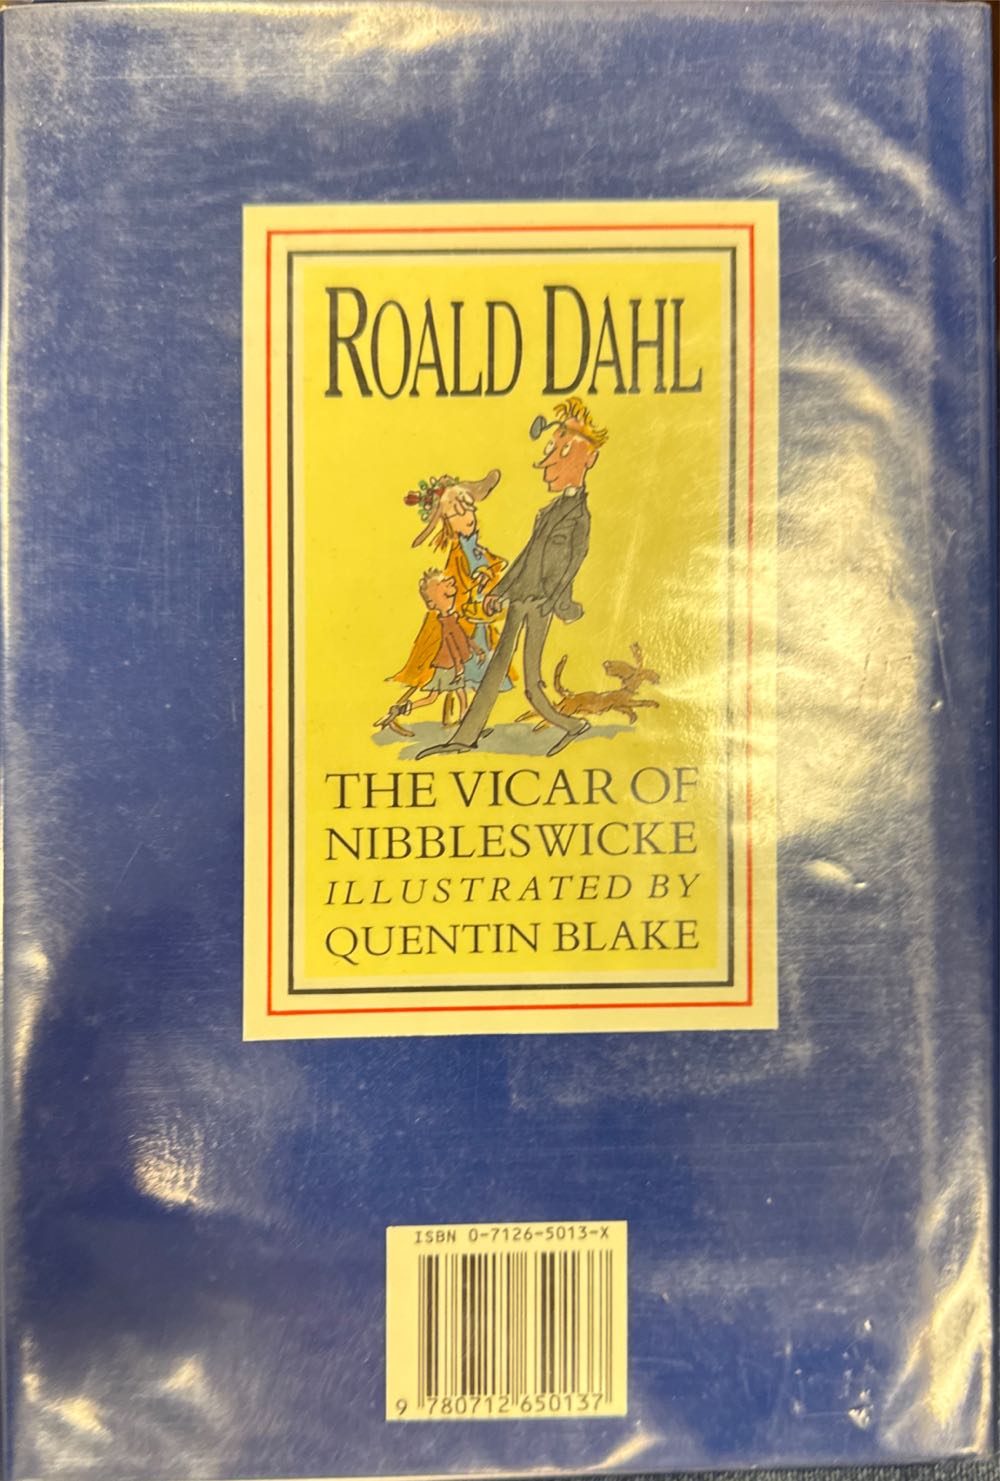 ROALD DAHL
THE VICAR OF
NIBBLESWICKE
ILLUSTRATED BY
QUENTIN BLAKE
ISBN 0-7126-5013-X
9 780712 650137